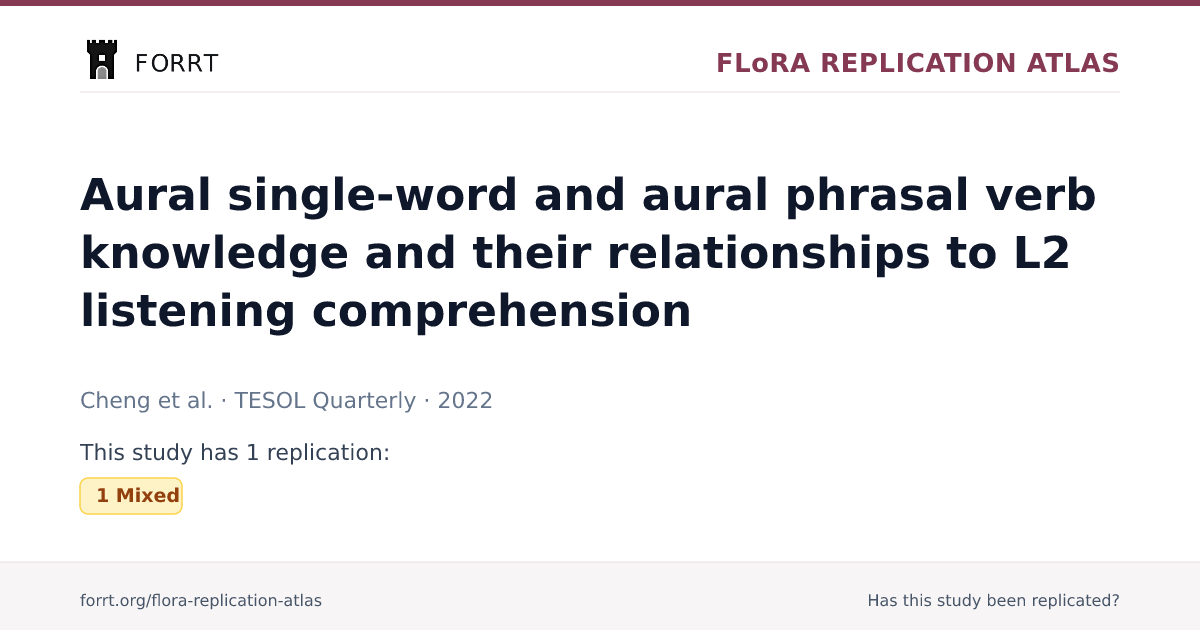 FORRT
FLoRA REPLICATION ATLAS
Aural single-word and aural phrasal verb
knowledge and their relationships to L2
listening comprehension
Cheng et al. · TESOL Quarterly · 2022
This study has 1 replication:
1 Mixed
forrt.org/flora-replication-atlas
Has this study been replicated?